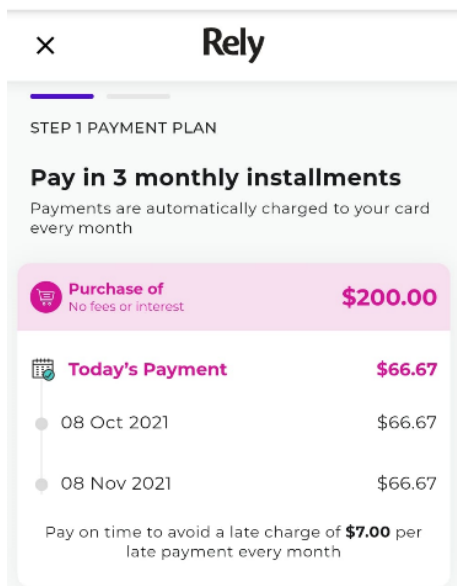 Rely
STEP 1 PAYMENT PLAN
Pay in 3 monthly installments
Payments are automatically charged to your card
every month
Purchase of
No fees or interest
$200.00
Today's Payment $66.67
08 Oct 2021 $66.67
08 Nov 2021 $66.67
Pay on time to avoid a late charge of $7.00 per
late payment every month